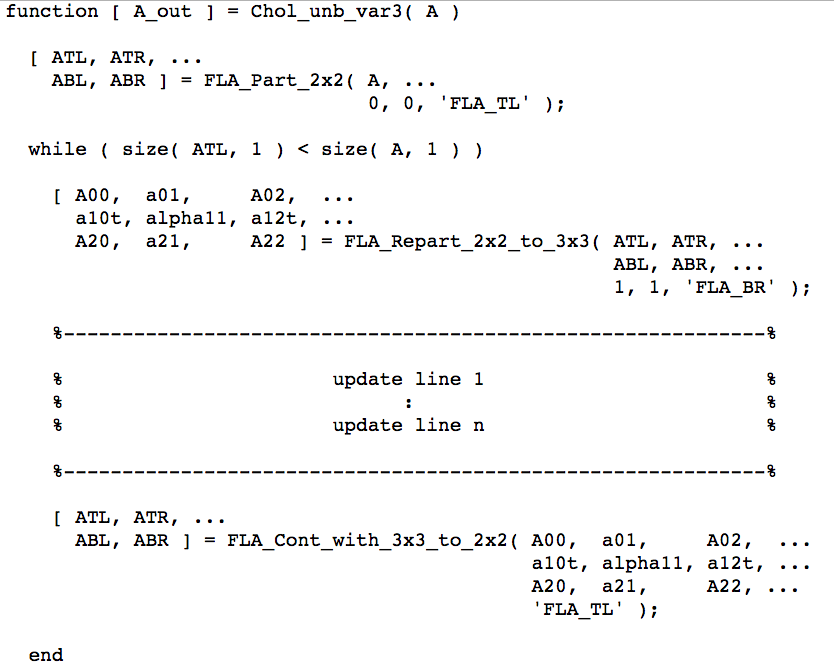 function [ A_out ] = Chol_unb_var3( A )
[ ATL, ATR, ...
ABL, ABR ] = FLA_Part_2x2( A, ...
0, 0, 'FLA_TL' );
while ( size( ATL, 1 ) < size( A, 1 ) )
[ A00, a01, A02, ...
a10t, alpha11, a12t, ...
A20, a21, A22 ] = FLA_Repart_2x2_to_3x3( ATL, ATR, ...
ABL, ABR, ...
1, 1, 'FLA_BR' );
%------------------------------------------------------------%
% update line 1 %
% : %
% update line n %
%------------------------------------------------------------%
[ ATL, ATR, ...
ABL, ABR ] = FLA_Cont_with_3x3_to_2x2( A00, a01, A02, ...
a10t, alpha11, a12t, ...
A20, a21, A22, ...
'FLA_TL' );
end